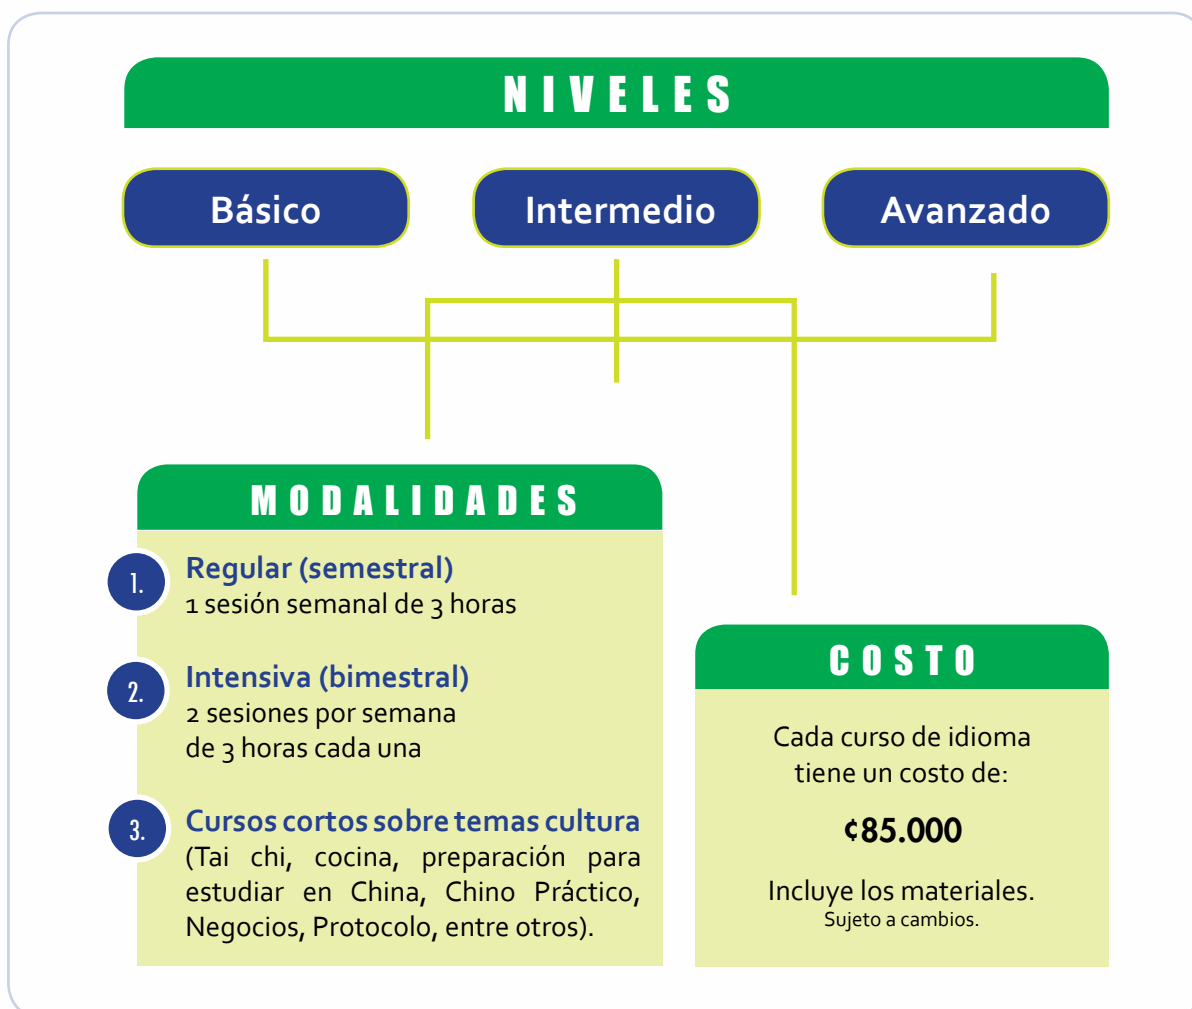 NIVELES
Básico
Intermedio
Avanzado
MODALIDADES
1.
Regular (semestral)
1 sesión semanal de 3 horas
2.
Intensiva (bimestral)
2 sesiones por semana
de 3 horas cada una
3.
Cursos cortos sobre temas cultura
(Tai chi, cocina, preparación para
estudiar en China, Chino Práctico,
Negocios, Protocolo, entre otros).
COSTO
Cada curso de idioma
tiene un costo de:
¢85.000
Incluye los materiales.
Sujeto a cambios.